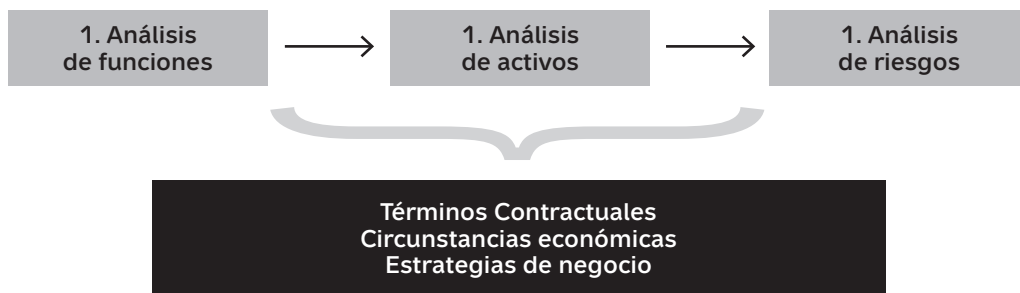 1. Análisis
de funciones
1. Análisis
de activos
1. Análisis
de riesgos
Términos Contractuales
Circunstancias económicas
Estrategias de negocio